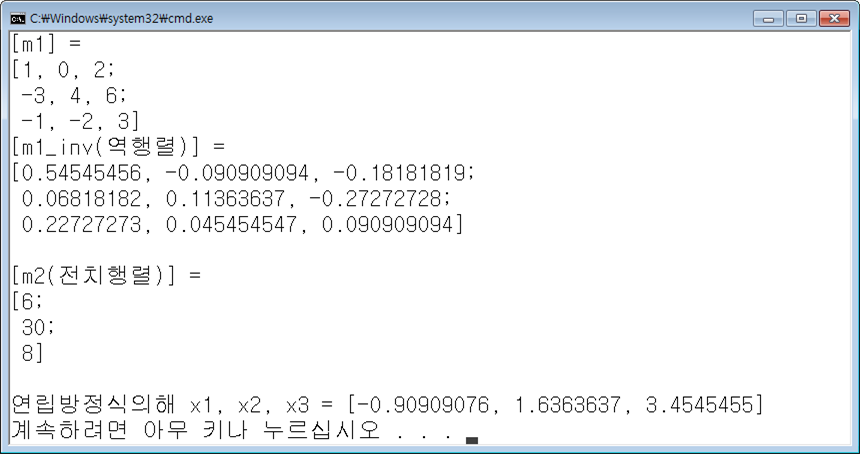 C:₩Windows₩system32₩cmd.exe
[m1] =
[1, 0, 2;
 -3, 4, 6;
 -1, -2, 3]
[m1_inv(역행렬)] =
[0.54545456, -0.090909094, -0.18181819;
 0.06818182, 0.11363637, -0.27272728;
 0.22727273, 0.045454547, 0.090909094]
[m2(전치행렬)] =
[6;
 30;
 8]
연립방정식의해 x1, x2, x3 = [-0.90909076, 1.6363637, 3.4545455]
계속하려면 아무 키나 누르십시오 . . .